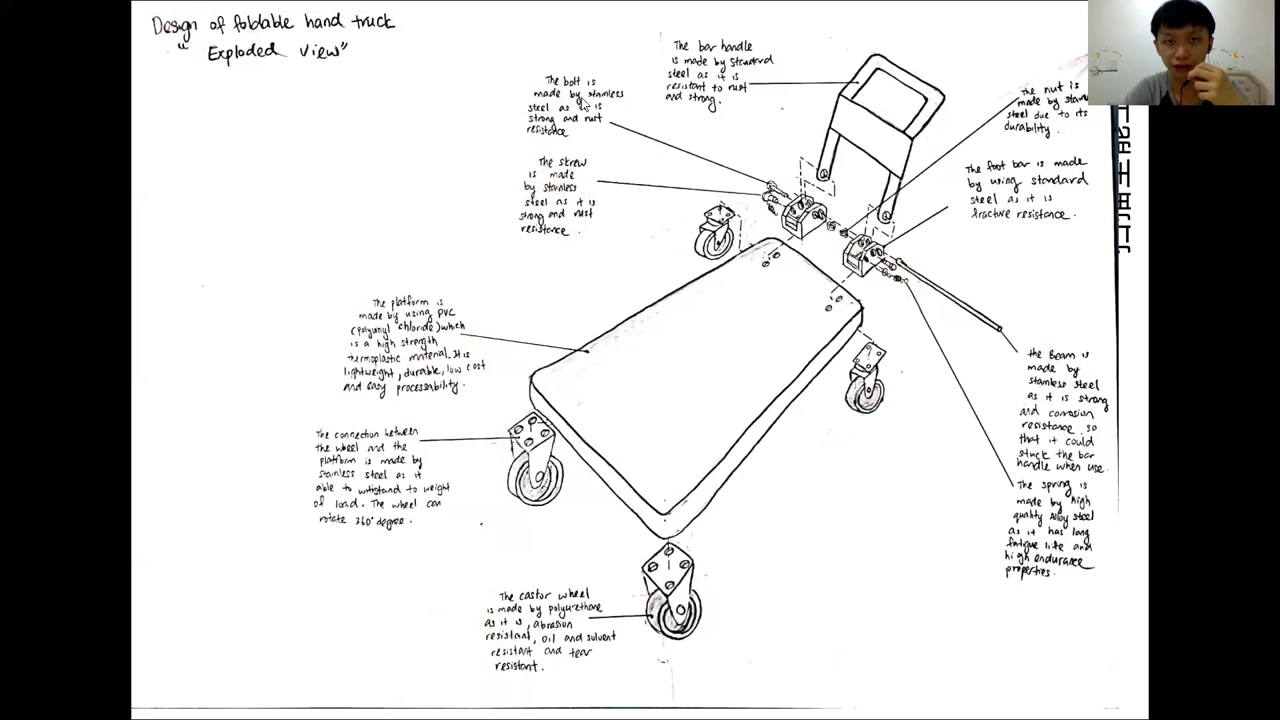 Design of foldable hand truck
"Exploded View"
The bolt is
made by stainless
steel as it is
strong and rust
resistance
The bar handle
is made by standard
steel as it is
resistant to rust
and strong.
The nut is
made by stain
steel due to its
durability.
The screw
is made
by stainless
steel as it is
strong and rust
resistance.
The foot bar is made
by using standard
steel as it is
fracture resistance.
The platform is
made by using PVC
(polyvinyl chloride) which
is a high strength
thermoplastic material. It is
lightweight, durable, low cost
and easy processability.
The connection between
the wheel and the
platform is made by
stainless steel as it
able to withstand to weight
of load. The wheel can
rotate 360° degree.
the Beam is
made by
stainless steel
as it is strong
and corrosion
resistance so
that it could
stuck the bar
handle when use.
The spring is
made by high
quality Alloy steel
as it has long
fatigue life and
high endurance
properties.
The castor wheel
is made by polyurethane
as it is, abrasion
resistant, oil and solvent
resistant and tear
resistant.